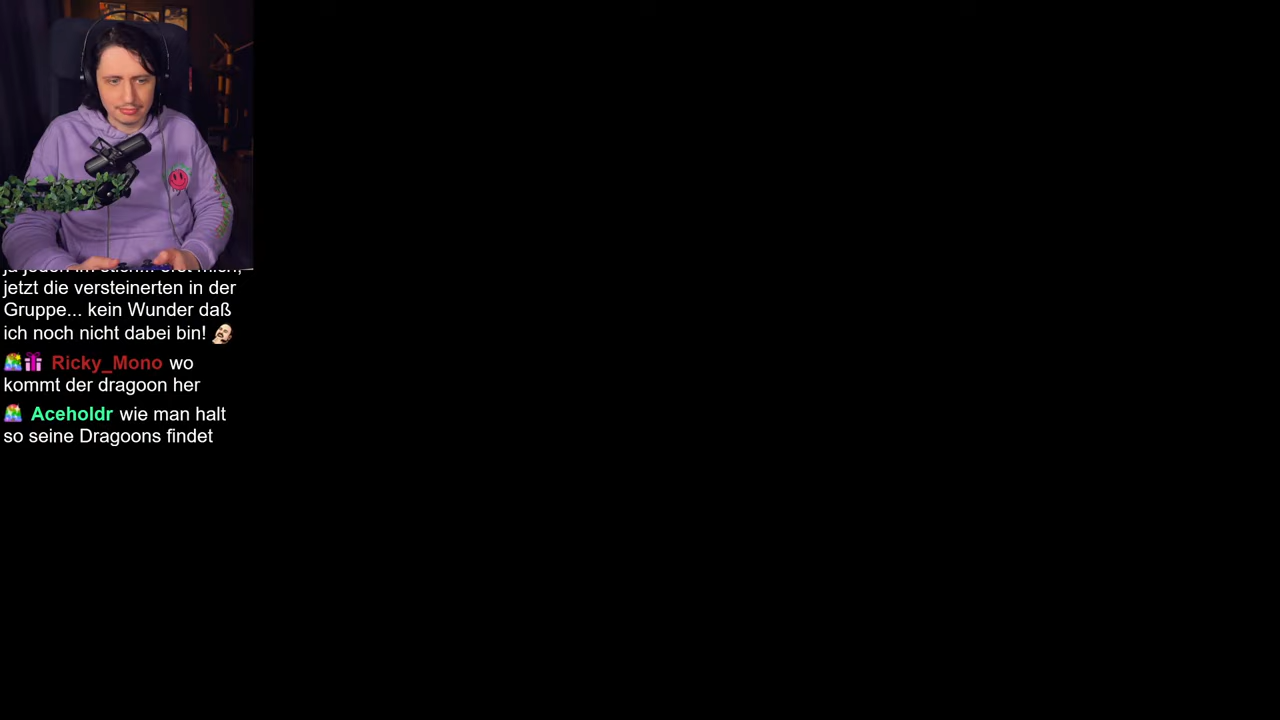 jetzt die versteinerten in der
Gruppe... kein Wunder daß
ich noch nicht dabei bin!
Ricky_Mono wo
kommt der dragoon her
Aceholdr wie man halt
so seine Dragoons findet